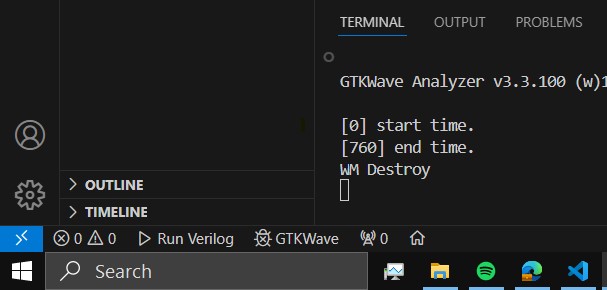 TERMINAL OUTPUT PROBLEMS
GTKWave Analyzer v3.3.100 (w)1
[0] start time.
[760] end time.
WM Destroy
OUTLINE
TIMELINE
0 0 Run Verilog GTKWave 0
Search